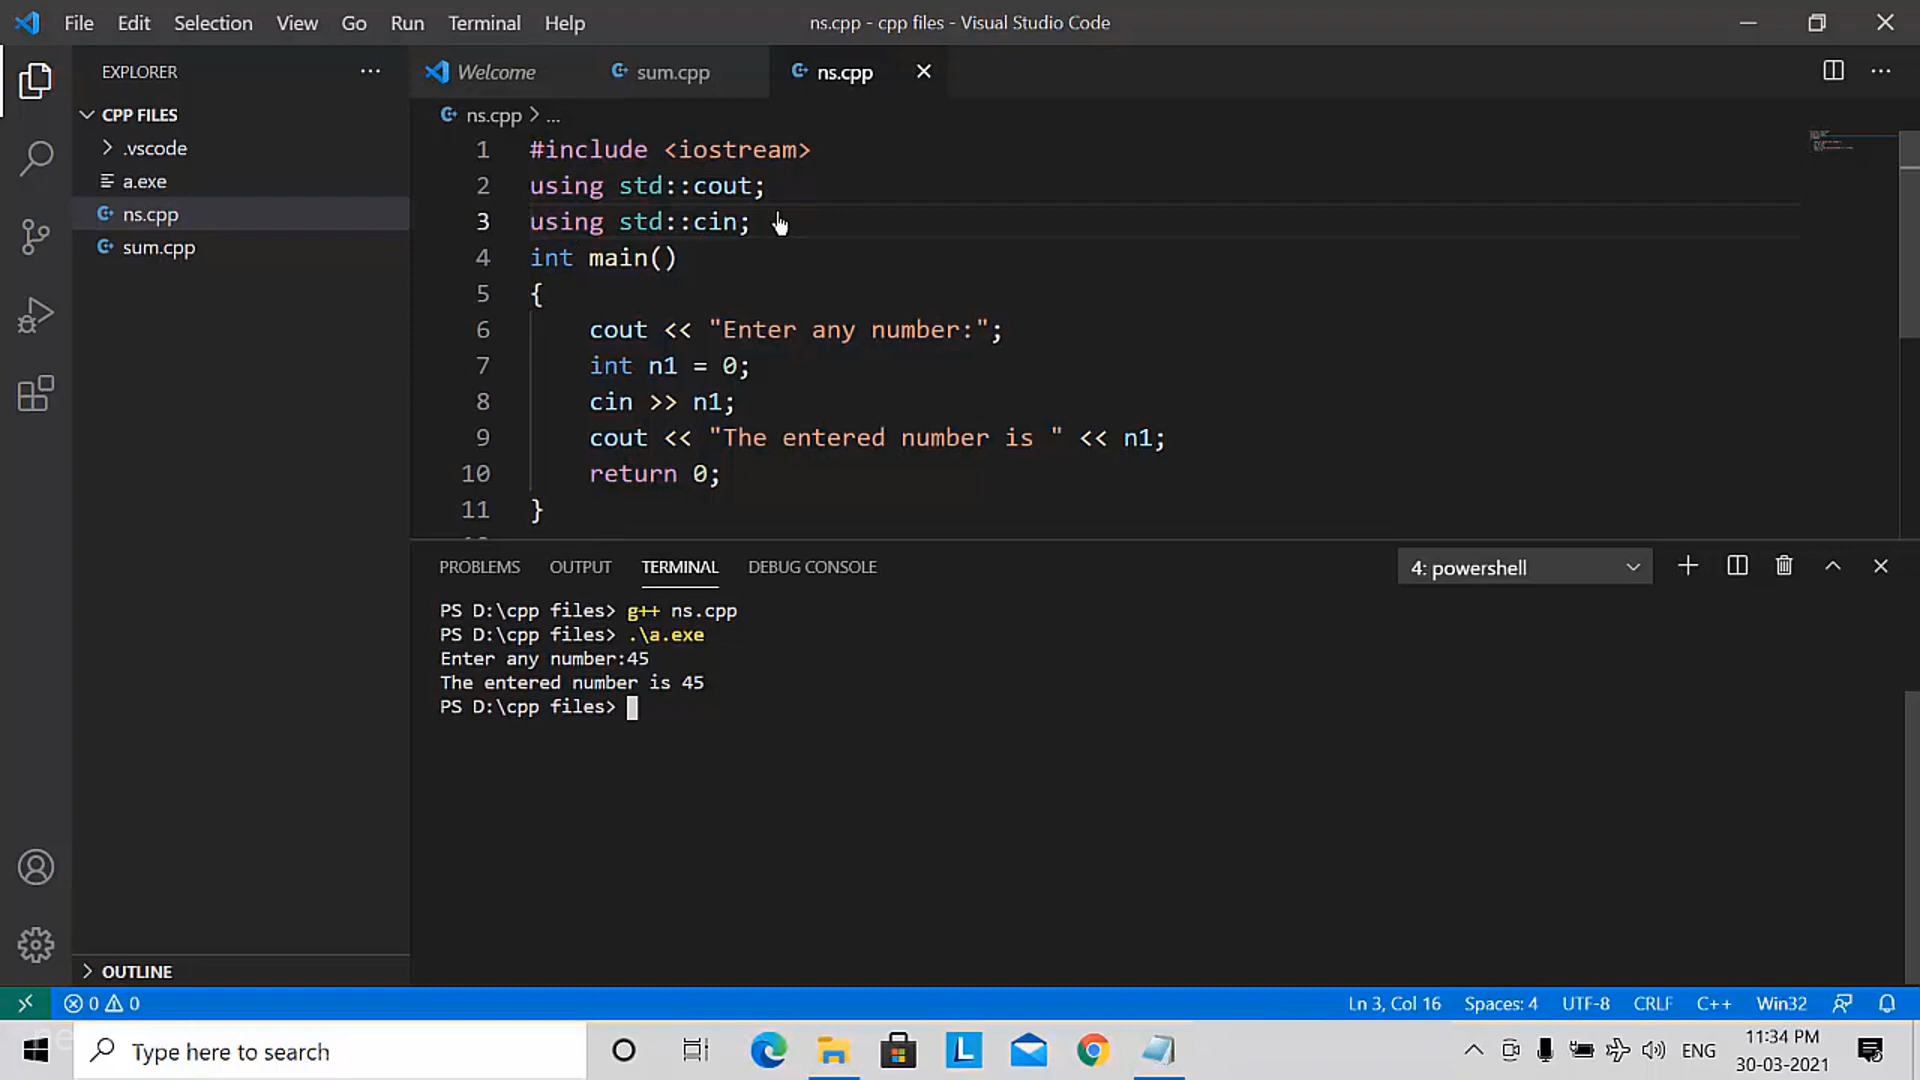 File Edit Selection View Go Run Terminal Help ns.cpp - cpp files - Visual Studio Code
EXPLORER
CPP FILES
.vscode
a.exe
ns.cpp
sum.cpp
OUTLINE
Welcome sum.cpp ns.cpp
ns.cpp > ...
1 #include <iostream>
2 using std::cout;
3 using std::cin;
4 int main()
5 {
6 cout << "Enter any number:";
7 int n1 = 0;
8 cin >> n1;
9 cout << "The entered number is " << n1;
10 return 0;
11 }
PROBLEMS OUTPUT TERMINAL DEBUG CONSOLE 4: powershell
PS D:\cpp files> g++ ns.cpp
PS D:\cpp files> .\a.exe
Enter any number:45
The entered number is 45
PS D:\cpp files>
0 0 Ln 3, Col 16 Spaces: 4 UTF-8 CRLF C++ Win32
Type here to search L ENG 11:34 PM
30-03-2021